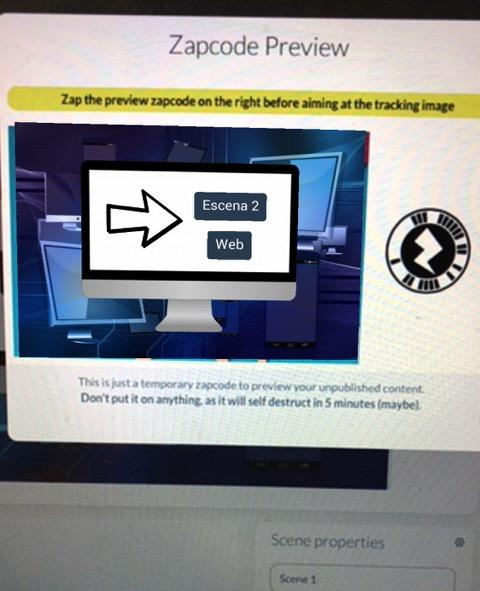 Zapcode Preview
Zap the preview zapcode on the right before aiming at the tracking image
Escena 2
Web
This is just a temporary zapcode to preview your unpublished content.
Don't put it on anything, as it will self destruct in 5 minutes (maybe).
Scene properties
Scene 1